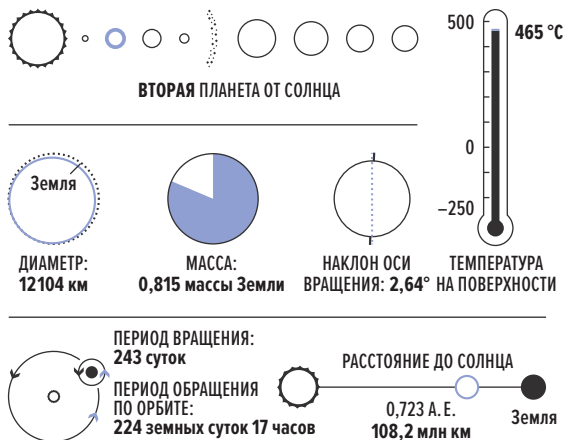 500
465 °C
0
–250
ВТОРАЯ ПЛАНЕТА ОТ СОЛНЦА
Земля
ДИАМЕТР:
12104 км
МАССА:
0,815 массы Земли
НАКЛОН ОСИ
ВРАЩЕНИЯ: 2,64°
ТЕМПЕРАТУРА
НА ПОВЕРХНОСТИ
ПЕРИОД ВРАЩЕНИЯ:
243 суток
ПЕРИОД ОБРАЩЕНИЯ
ПО ОРБИТЕ:
224 земных суток 17 часов
РАССТОЯНИЕ ДО СОЛНЦА
0,723 А. Е.
108,2 млн км
Земля